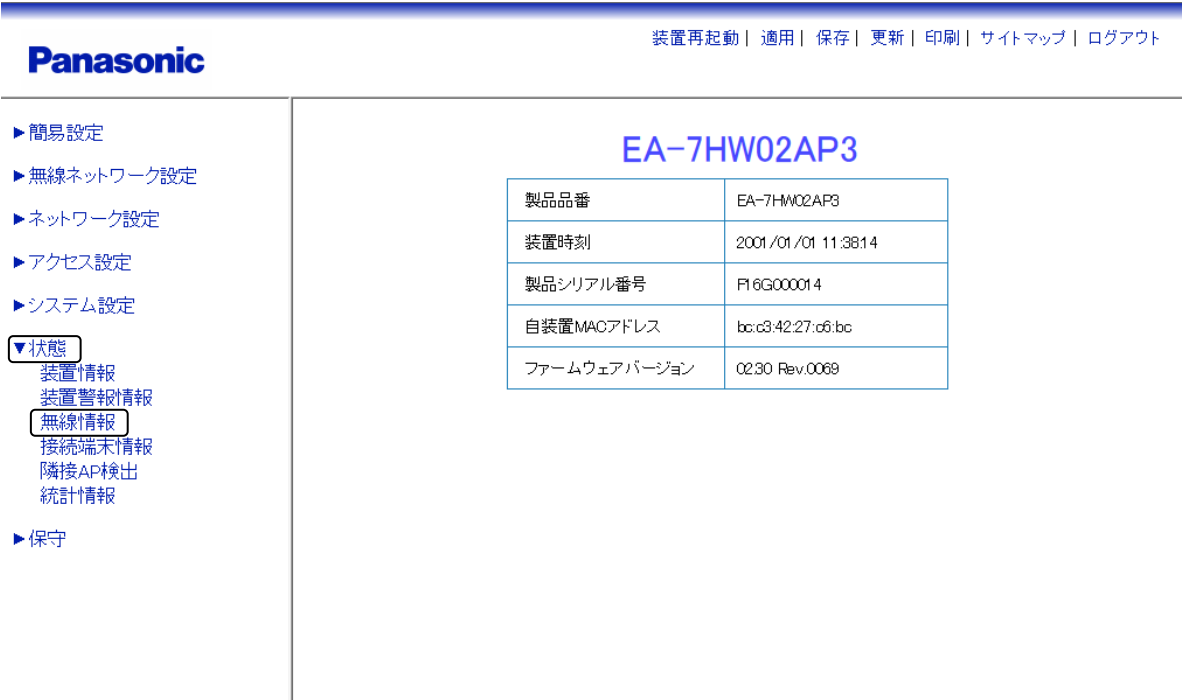 装置再起動| 適用| 保存| 更新| 印刷| サイトマップ| ログアウト
Panasonic
▶簡易設定
▶無線ネットワーク設定
▶ネットワーク設定
▶アクセス設定
▶システム設定
▼状態
装置情報
装置警報情報
無線情報
接続端末情報
隣接AP検出
統計情報
▶保守
EA-7HW02AP3
製品品番 EA-7HW02AP3
装置時刻 2001/01/01 11:38:14
製品シリアル番号 F16G000014
自装置MACアドレス bc:c3:42:27:c6:bc
ファームウェアバージョン 02.30 Rev.0069